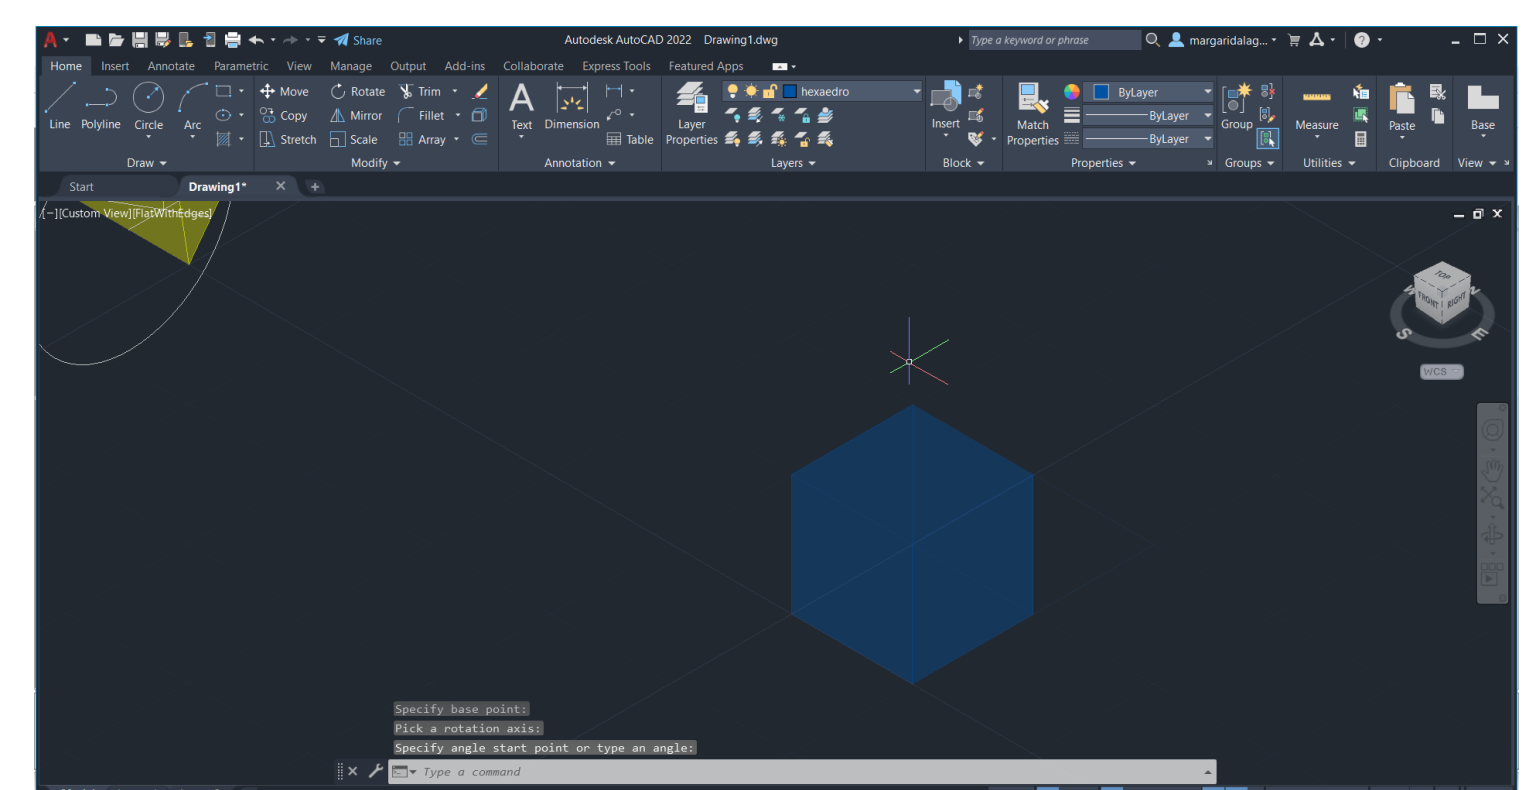 A Share Autodesk AutoCAD 2022 Drawing1.dwg Type a keyword or phrase margaridalag...
Home Insert Annotate Parametric View Manage Output Add-ins Collaborate Express Tools Featured Apps
Line Polyline Circle Arc
Move Rotate Trim
Copy Mirror Fillet
Stretch Scale Array
A Text Dimension Table
Layer Properties
hexaedro
Insert
Match Properties
ByLayer
ByLayer
ByLayer
Group Measure Paste Base
Draw Modify Annotation Layers Block Properties Groups Utilities Clipboard View
Start Drawing1* +
[−][Custom View][FlatWithEdges]
TOP
FRONT RIGHT
S E
WCS
Specify base point:
Pick a rotation axis:
Specify angle start point or type an angle:
Type a command